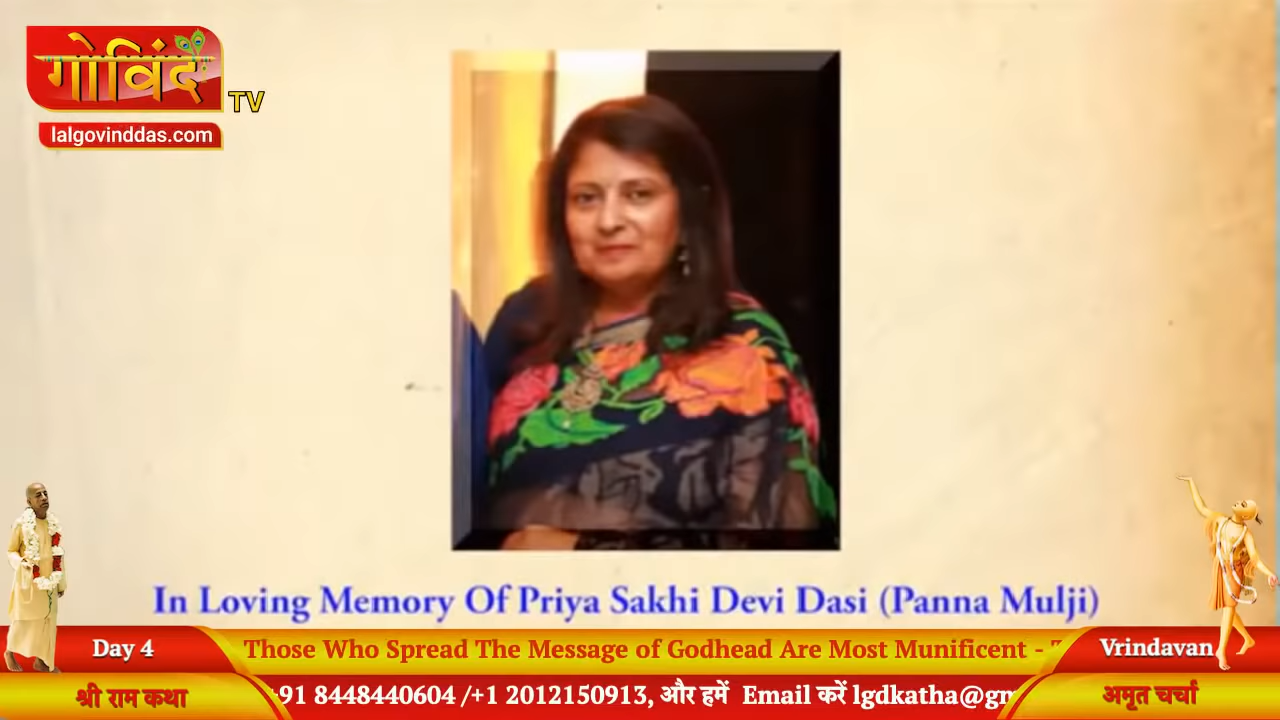 गोविंद
TV
lalgovinddas.com
In Loving Memory Of Priya Sakhi Devi Dasi (Panna Mulji)
Day 4
Those Who Spread The Message of Godhead Are Most Munificent -
Vrindavan
श्री राम कथा
+91 8448440604 /+1 2012150913, और हमें Email करें lgdkatha@gm
अमृत चर्चा